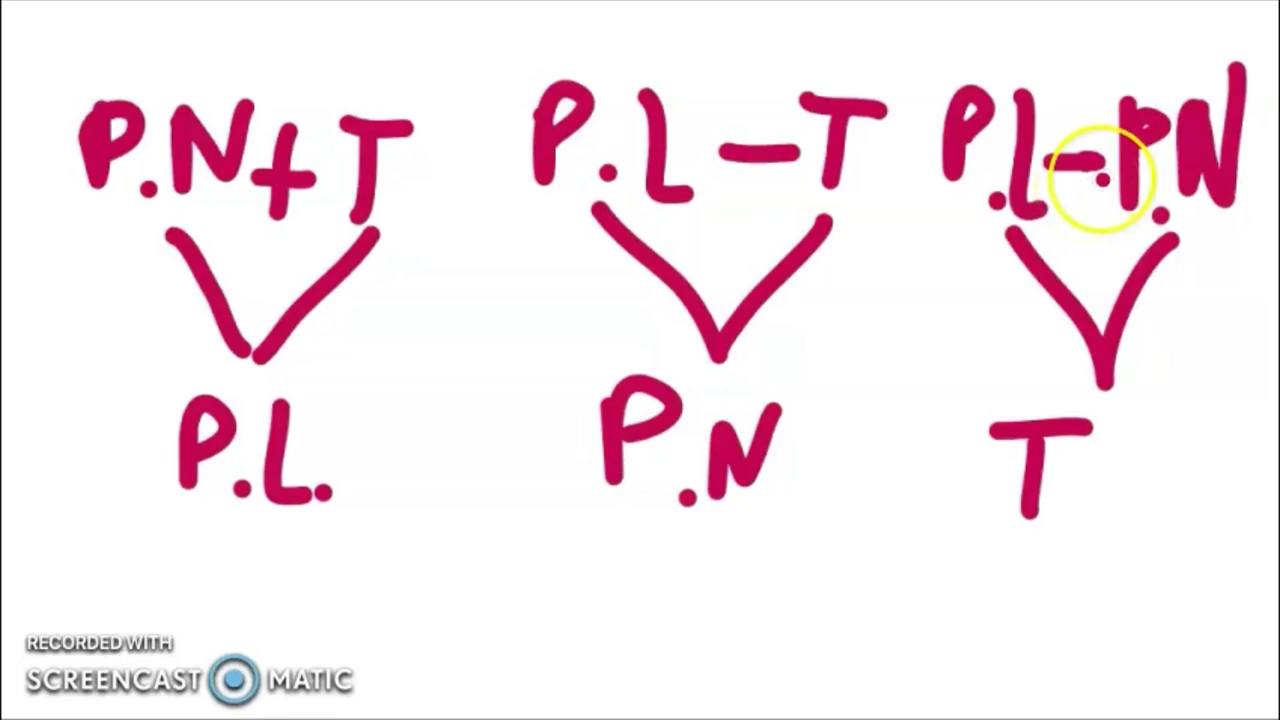 P.N+T P.L-T P.L-P.N
P.L. P.N T
RECORDED WITH
SCREENCAST MATIC